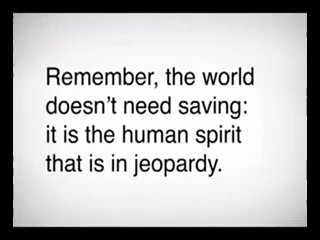 Remember, the world
doesn't need saving:
it is the human spirit
that is in jeopardy.